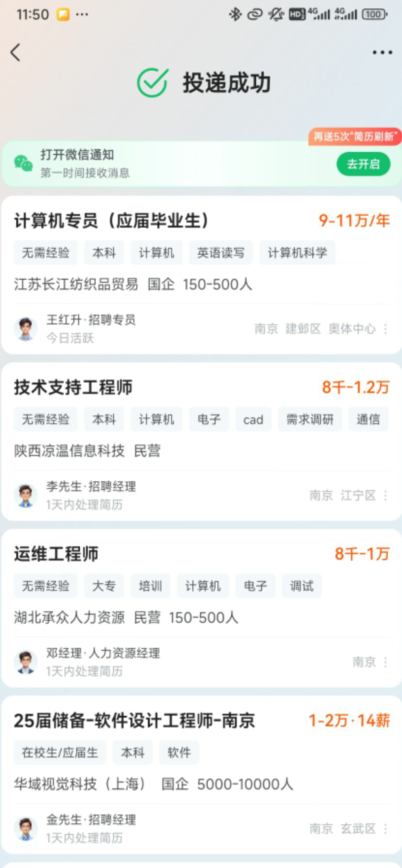 11:50 ... HD 4G 4G 100
投递成功
再送5次"简历刷新"
打开微信通知
第一时间接收消息
去开启
计算机专员（应届毕业生） 9-11万/年
无需经验 本科 计算机 英语读写 计算机科学
江苏长江纺织品贸易 国企 150-500人
王红升·招聘专员
今日活跃
南京 建邺区 奥体中心
技术支持工程师 8千-1.2万
无需经验 本科 计算机 电子 cad 需求调研 通信
陕西凉温信息科技 民营
李先生·招聘经理
1天内处理简历
南京 江宁区
运维工程师 8千-1万
无需经验 大专 培训 计算机 电子 调试
湖北承众人力资源 民营 150-500人
邓经理·人力资源经理
1天内处理简历
南京
25届储备-软件设计工程师-南京 1-2万·14薪
在校生/应届生 本科 软件
华域视觉科技（上海） 国企 5000-10000人
金先生·招聘经理
1天内处理简历
南京 玄武区